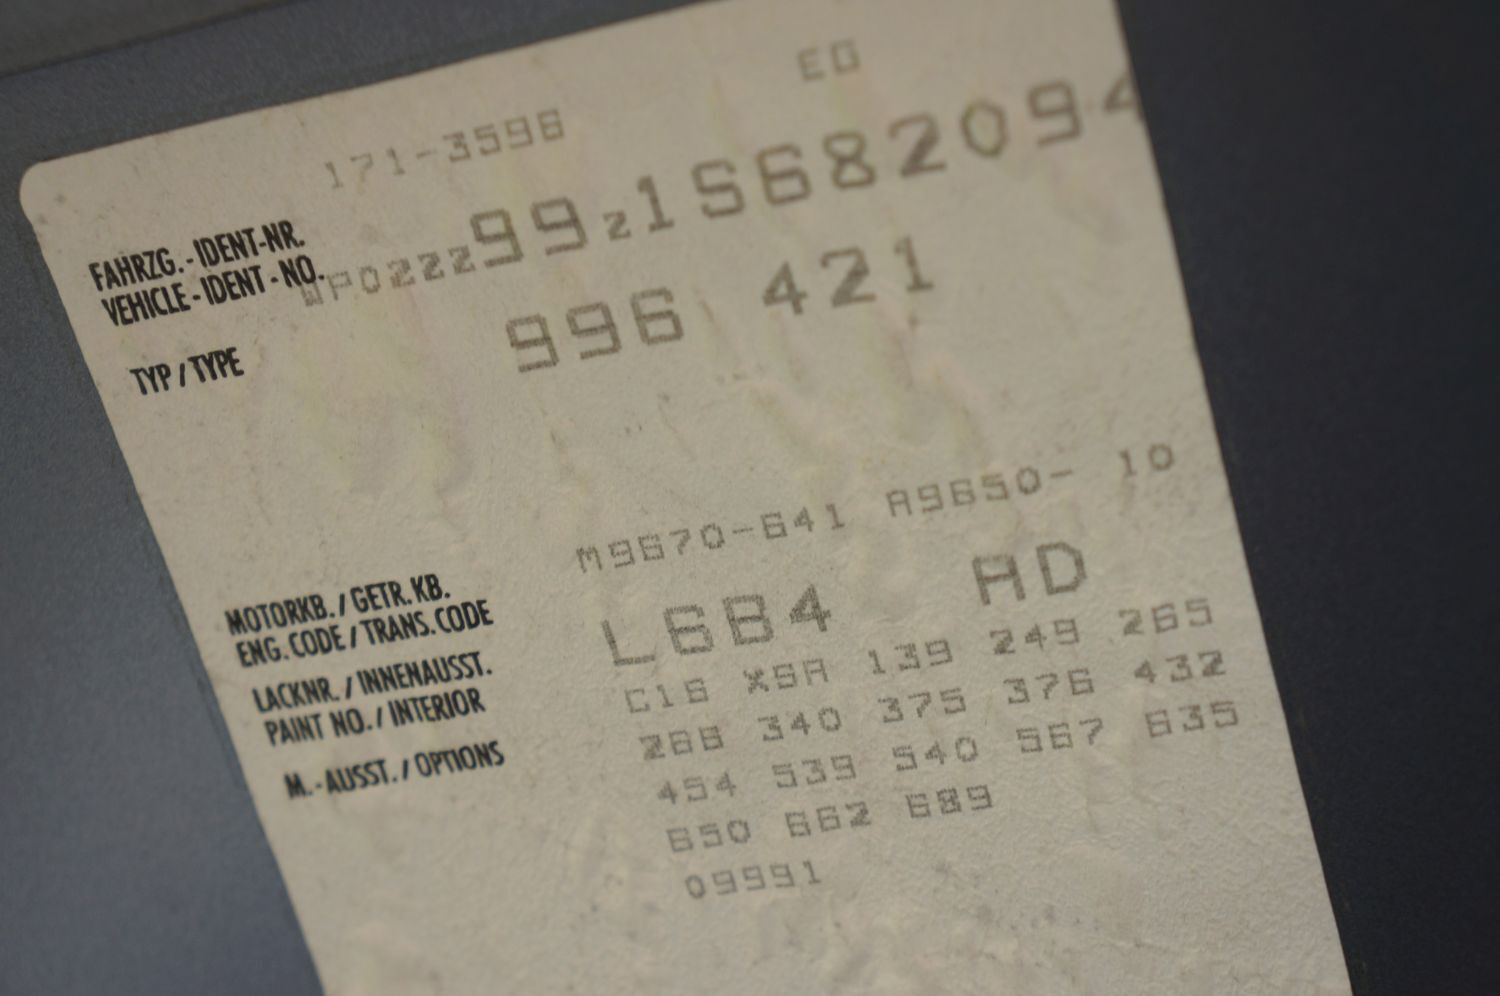 E0
171-3598
FAHRZG.-IDENT-NR.
VEHICLE-IDENT-NO. WP0ZZZ99Z1S682094
TYP / TYPE 996 421
M9670-641 A9650- 10
MOTORKB. / GETR. KB.
ENG. CODE / TRANS. CODE L6B4 AD
LACKNR. / INNENAUSST.
PAINT NO. / INTERIOR
C16 XSA 139 249 265
288 340 375 376 432
M.-AUSST. / OPTIONS
454 539 540 567 635
650 662 689
09991